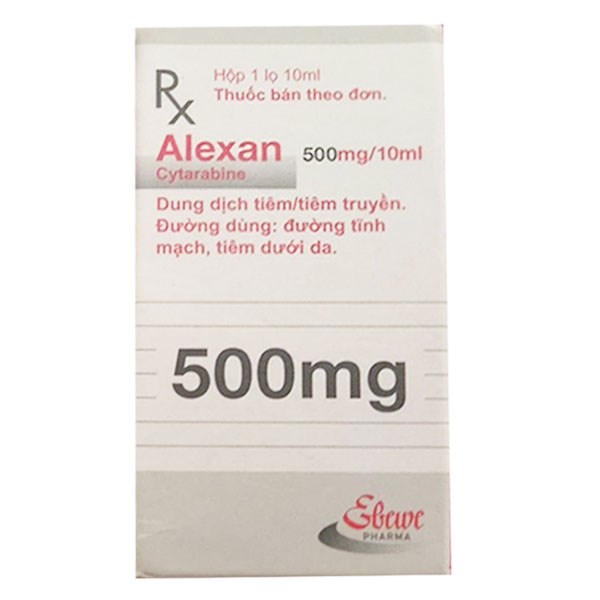 Rx
Hộp 1 lọ 10ml
Thuốc bán theo đơn.
Alexan 500mg/10ml
Cytarabine
Dung dịch tiêm/tiêm truyền.
Đường dùng: đường tĩnh
mạch, tiêm dưới da.
500mg
Ebewe
PHARMA